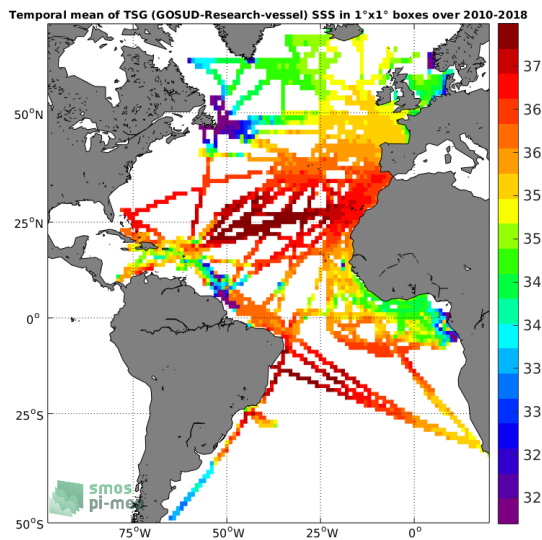 Temporal mean of TSG (GOSUD-Research-vessel) SSS in 1°x1° boxes over 2010-2018
50°N
25°N
0°
25°S
50°S
75°W
50°W
25°W
0°
37
37
36
36
35
35
34
34
33
33
32
32
smos
pi-mep